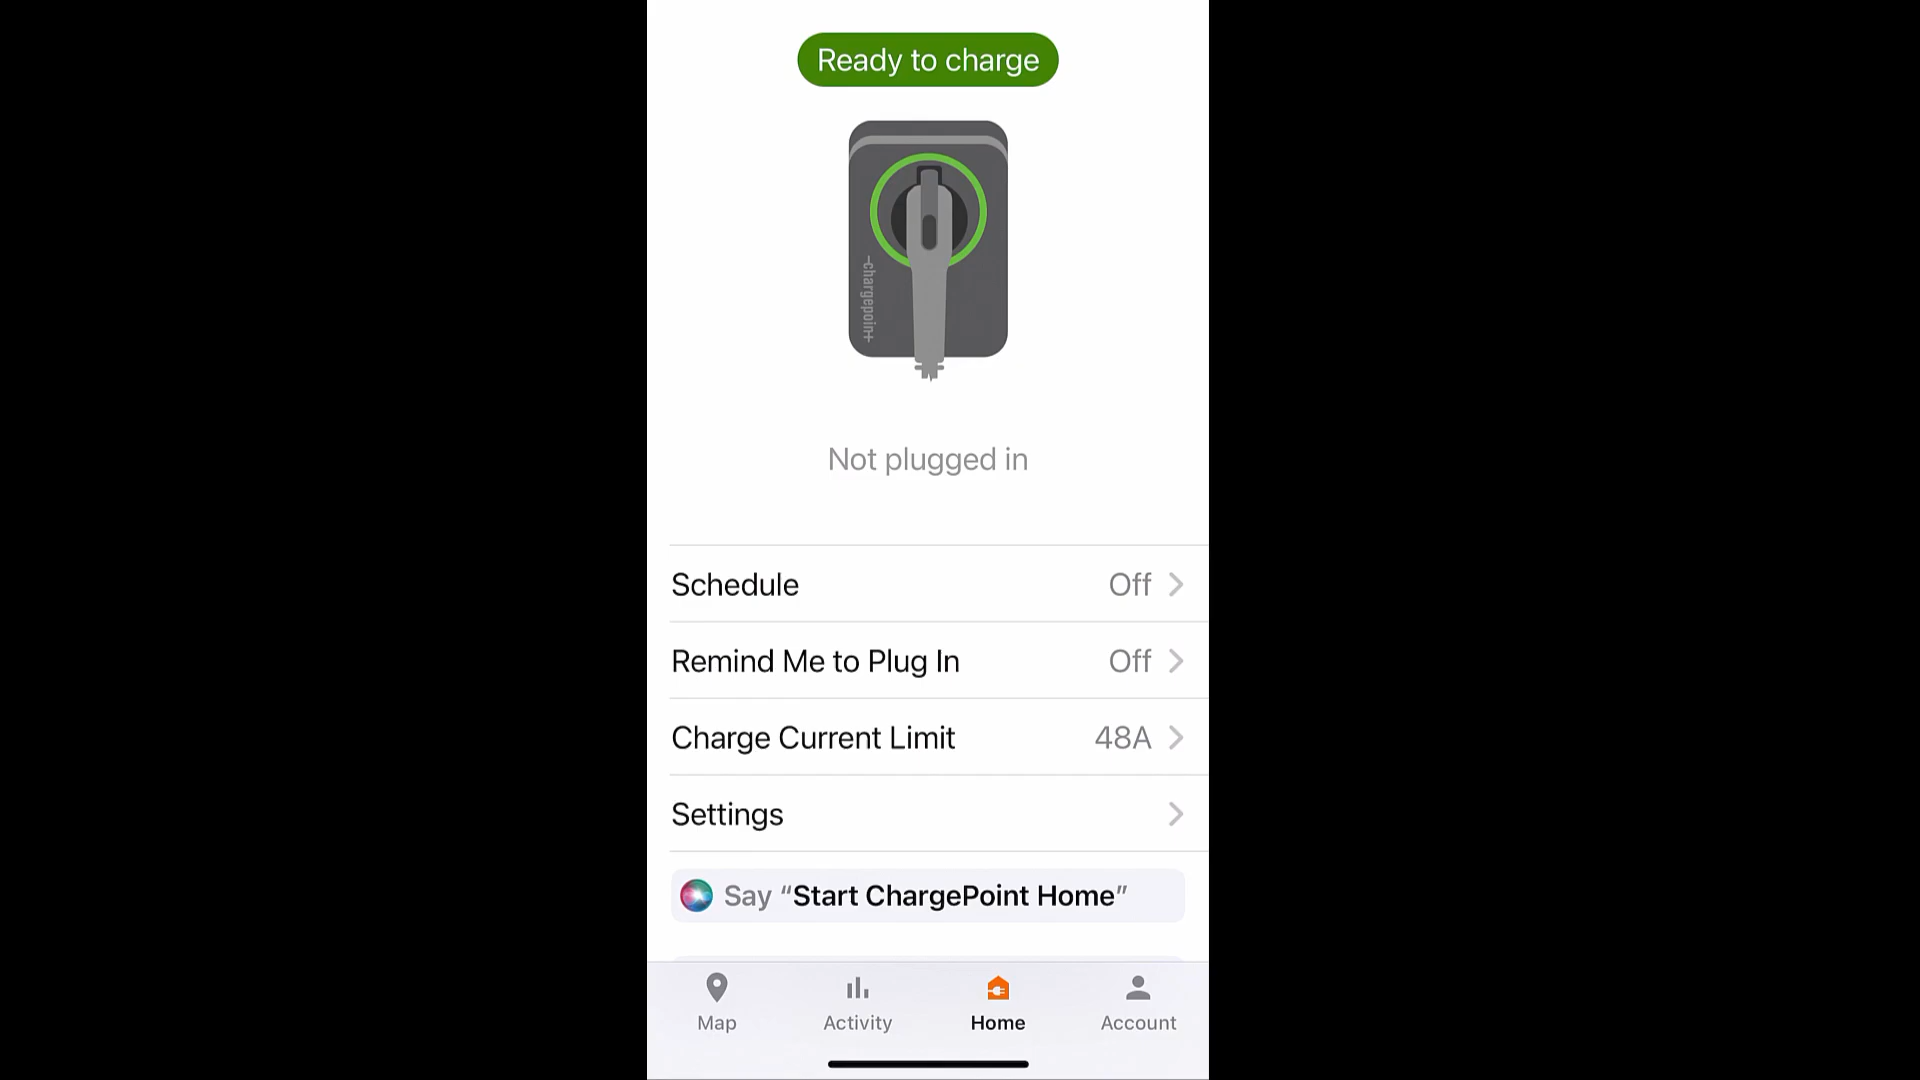 Ready to charge
-chargepoin+
Not plugged in
Schedule Off
Remind Me to Plug In Off
Charge Current Limit 48A
Settings
Say “Start ChargePoint Home”
Map Activity Home Account